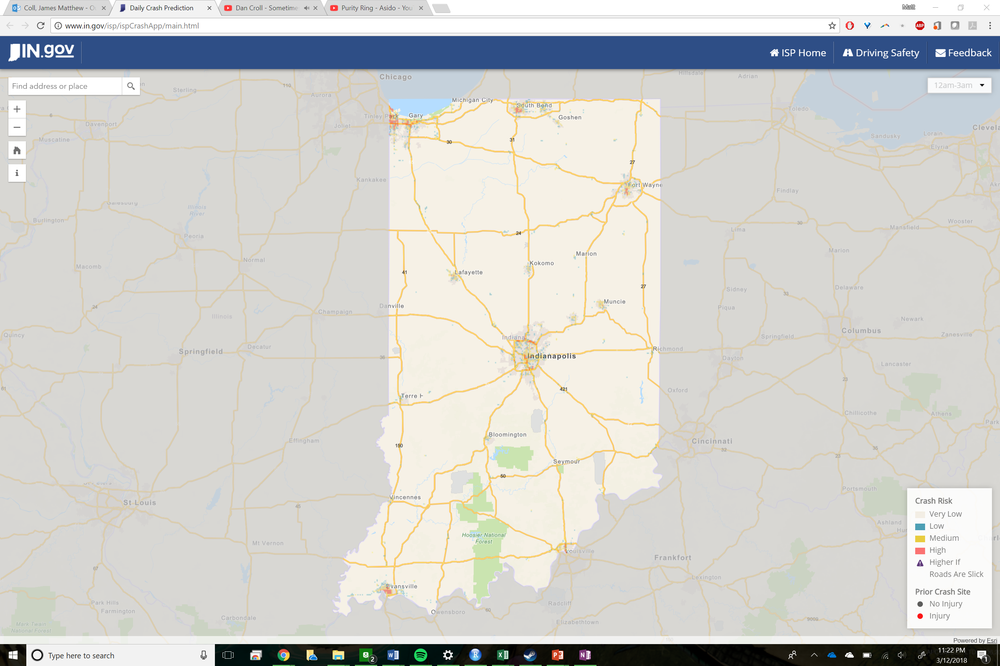 Coll, James Matthew - O
Daily Crash Prediction
Dan Croll - Sometime
Purity Ring - Asido - You
Matt
www.in.gov/isp/ispCrashApp/main.html
ABP
IN.gov
ISP Home
Driving Safety
Feedback
Find address or place
12am-3am
Chicago
Hillsdale
Adrian
Sterling
110
Aurora
Michigan City
South Bend
Toledo
6
Tinley Park
Gary
Goshen
Davenport
Joliet
Cleve
Muscatine
30
31
Sandusky
Lorain
Elyria
27
Kankakee
Fort Wayne
Findlay
Akr
Galesburg
Illinois
River
Burlington
30
Wooster
Peoria
24
Lima
Mansfield
Normal
Marion
Marion
Macomb
Kokomo
41
Lafayette
27
Sidney
33
Delaware
24
Danville
Muncie
Piqua
Illinois
Champaign
Newark
Columbus
Quincy
Indiana
Springfield
Zanesville
Springfield
Decatur
36
Indianapolis
Richmond
Dayton
Lancaster
61
421
23
Terre H
Oxford
Chillicothe
Athens
Park
Bloomington
Effingham
150
Cincinnati
32
35
Seymour
23
50
St Peters
Portsmouth
Vincennes
St Louis
45
Ashland
Hu
Hoosier National
Forest
Mt Vernon
Louisville
Frankfort
67
Lexington
Evansville
Park Hills
Farmington
Radcliff
Owensboro
60
Carbondale
Elizabethtown
9009
Mark Twain
National Forest
150
Crash Risk
Very Low
Low
Medium
High
Higher If
Roads Are Slick
Prior Crash Site
No Injury
Injury
Powered by Esri
Type here to search
2
11:22 PM
3/12/2018
1